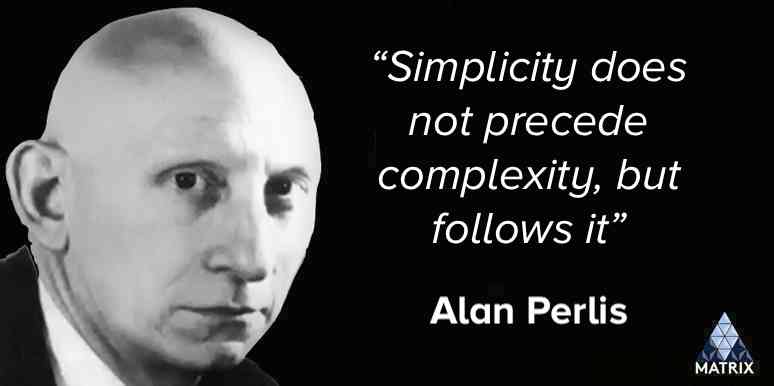 “Simplicity does
not precede
complexity, but
follows it”
Alan Perlis
MATRIX